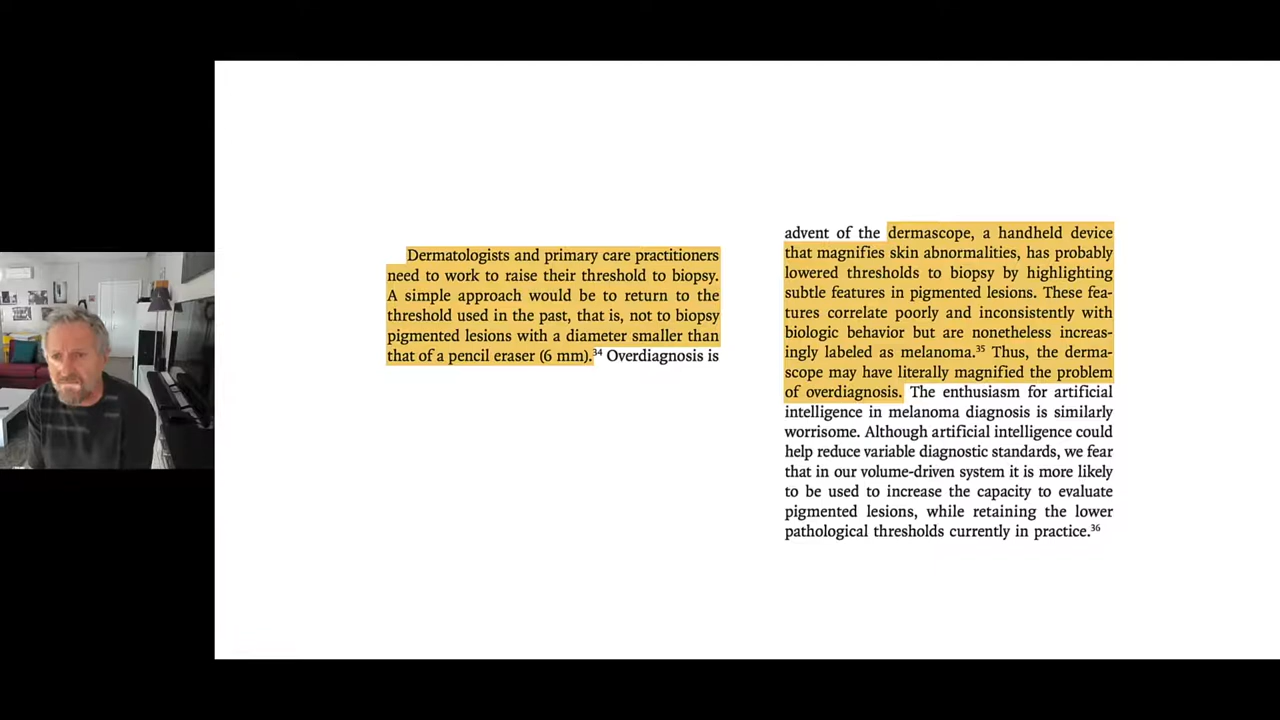 Dermatologists and primary care practitioners
need to work to raise their threshold to biopsy.
A simple approach would be to return to the
threshold used in the past, that is, not to biopsy
pigmented lesions with a diameter smaller than
that of a pencil eraser (6 mm).³⁴ Overdiagnosis is
advent of the dermascope, a handheld device
that magnifies skin abnormalities, has probably
lowered thresholds to biopsy by highlighting
subtle features in pigmented lesions. These fea-
tures correlate poorly and inconsistently with
biologic behavior but are nonetheless increas-
ingly labeled as melanoma.³⁵ Thus, the derma-
scope may have literally magnified the problem
of overdiagnosis. The enthusiasm for artificial
intelligence in melanoma diagnosis is similarly
worrisome. Although artificial intelligence could
help reduce variable diagnostic standards, we fear
that in our volume-driven system it is more likely
to be used to increase the capacity to evaluate
pigmented lesions, while retaining the lower
pathological thresholds currently in practice.³⁶